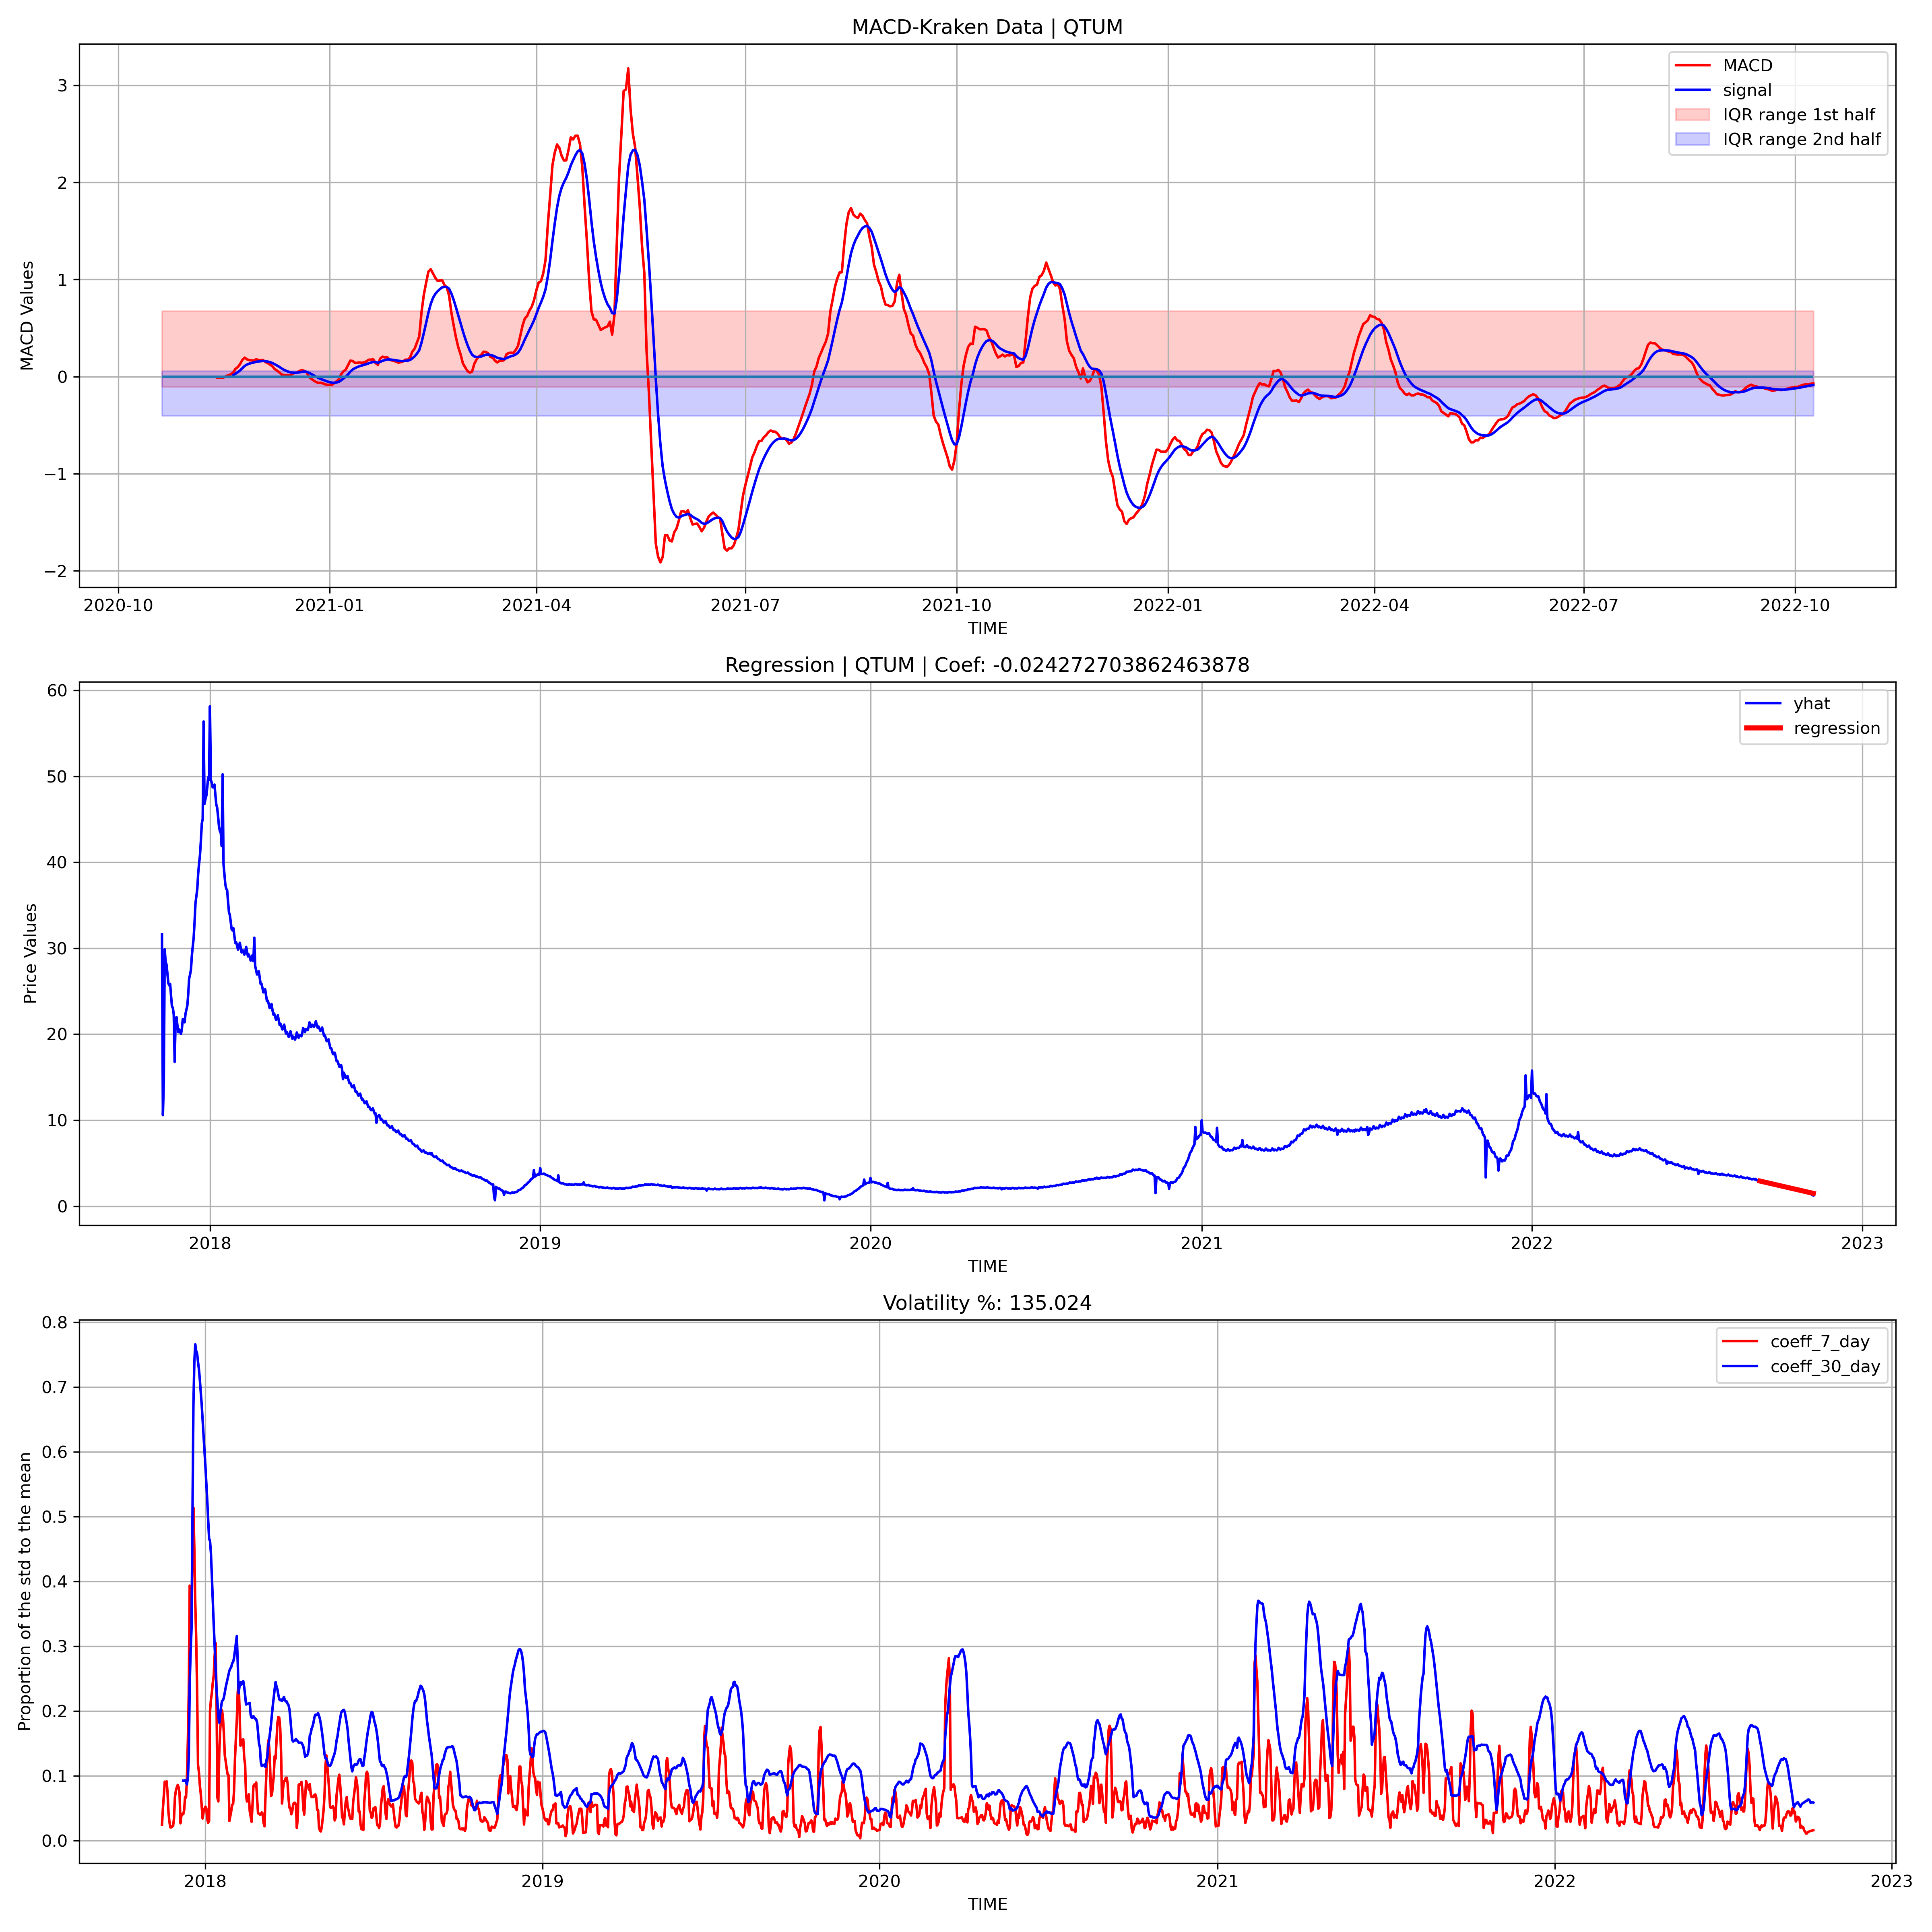 MACD-Kraken Data | QTUM
MACD
signal
IQR range 1st half
IQR range 2nd half
MACD Values
3
2
1
0
−1
−2
2020-10 2021-01 2021-04 2021-07 2021-10 2022-01 2022-04 2022-07 2022-10
TIME
Regression | QTUM | Coef: -0.024272703862463878
yhat
regression
Price Values
60
50
40
30
20
10
0
2018 2019 2020 2021 2022 2023
TIME
Volatility %: 135.024
coeff_7_day
coeff_30_day
Proportion of the std to the mean
0.8
0.7
0.6
0.5
0.4
0.3
0.2
0.1
0.0
2018 2019 2020 2021 2022 2023
TIME